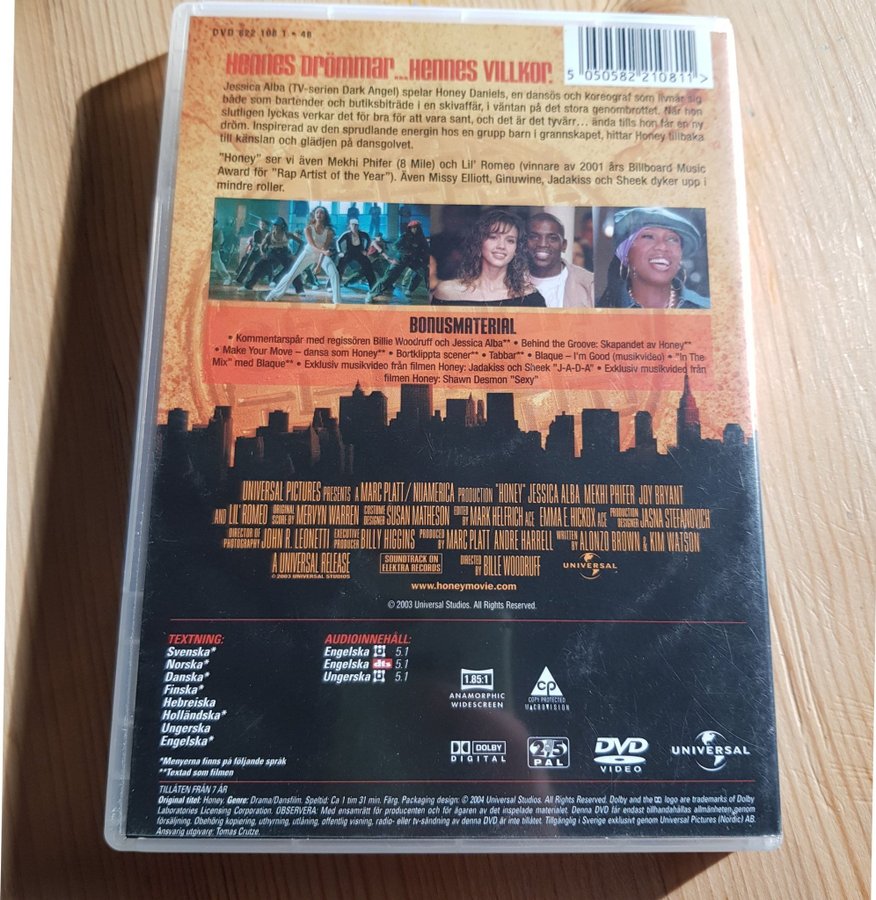 DVD 822 108 1 • 48
HENNES DRÖMMAR...HENNES VILLKOR.
5 050582 210811 >
Jessica Alba (TV-serien Dark Angel) spelar Honey Daniels, en dansös och koreograf som livnär sig
både som bartender och butiksbiträde i en skivaffär, i väntan på det stora genombrottet. När hon
slutligen lyckas verkar det för bra för att vara sant, och det är det tyvärr... ända tills hon får en ny
dröm. Inspirerad av den sprudlande energin hos en grupp barn i grannskapet, hittar Honey tillbaka
till känslan och glädjen på dansgolvet.
"Honey" ser vi även Mekhi Phifer (8 Mile) och Lil' Romeo (vinnare av 2001 års Billboard Music
Award för "Rap Artist of the Year"). Även Missy Elliott, Ginuwine, Jadakiss och Sheek dyker upp i
mindre roller.
BONUSMATERIAL
• Kommentarspår med regissören Billie Woodruff och Jessica Alba** • Behind the Groove: Skapandet av Honey**
• Make Your Move – dansa som Honey** • Bortklippta scener** • Tabbar** • Blaque – I'm Good (musikvideo) • "In The
Mix" med Blaque** • Exklusiv musikvideo från filmen Honey: Jadakiss och Sheek "J-A-D-A" • Exklusiv musikvideo från
filmen Honey: Shawn Desmon "Sexy"
UNIVERSAL PICTURES PRESENTS A MARC PLATT / NUAMERICA PRODUCTION "HONEY" JESSICA ALBA MEKHI PHIFER JOY BRYANT
AND LIL' ROMEO ORIGINAL SCORE BY MERVYN WARREN COSTUME DESIGNER SUSAN MATHESON EDITED BY MARK HELFRICH ACE EMMA E. HICKOX ACE PRODUCTION DESIGNER JASNA STEFANOVICH
DIRECTOR OF PHOTOGRAPHY JOHN R. LEONETTI EXECUTIVE PRODUCER BILLY HIGGINS PRODUCED BY MARC PLATT ANDRE HARRELL WRITTEN BY ALONZO BROWN & KIM WATSON
A UNIVERSAL RELEASE SOUNDTRACK ON ELEKTRA RECORDS DIRECTED BY BILLE WOODRUFF UNIVERSAL
© 2003 UNIVERSAL STUDIOS
www.honeymovie.com
© 2003 Universal Studios. All Rights Reserved.
TEXTNING:
Svenska*
Norska*
Danska*
Finska*
Hebreiska
Holländska*
Ungerska
Engelska*
AUDIOINNEHÅLL:
Engelska 5.1
Engelska dts 5.1
Ungerska 5.1
1.85:1
ANAMORPHIC
WIDESCREEN
CP
COPY PROTECTED
MACROVISION
*Menyerna finns på följande språk
**Textad som filmen
DOLBY
DIGITAL
2,5
PAL
DVD
VIDEO
UNIVERSAL
TILLÅTEN FRÅN 7 ÅR
Original titel: Honey. Genre: Drama/Dansfilm. Speltid: Ca 1 tim 31 min. Färg. Packaging design: © 2004 Universal Studios. All Rights Reserved. Dolby and the logo are trademarks of Dolby
Laboratories Licensing Corporation. OBSERVERA: Med ensamrätt för producenten och för ägaren av det inspelade materialet. Denna DVD får endast tillhandahållas allmänheten genom
försäljning. Obehörig kopiering, uthyrning, utlåning, offentlig visning, radio- eller tv-sändning av denna DVD är inte tillåten. Tillgänglig i Sverige exklusivt genom Universal Pictures (Nordic) AB.
Ansvarig utgivare: Tomas Crutze.